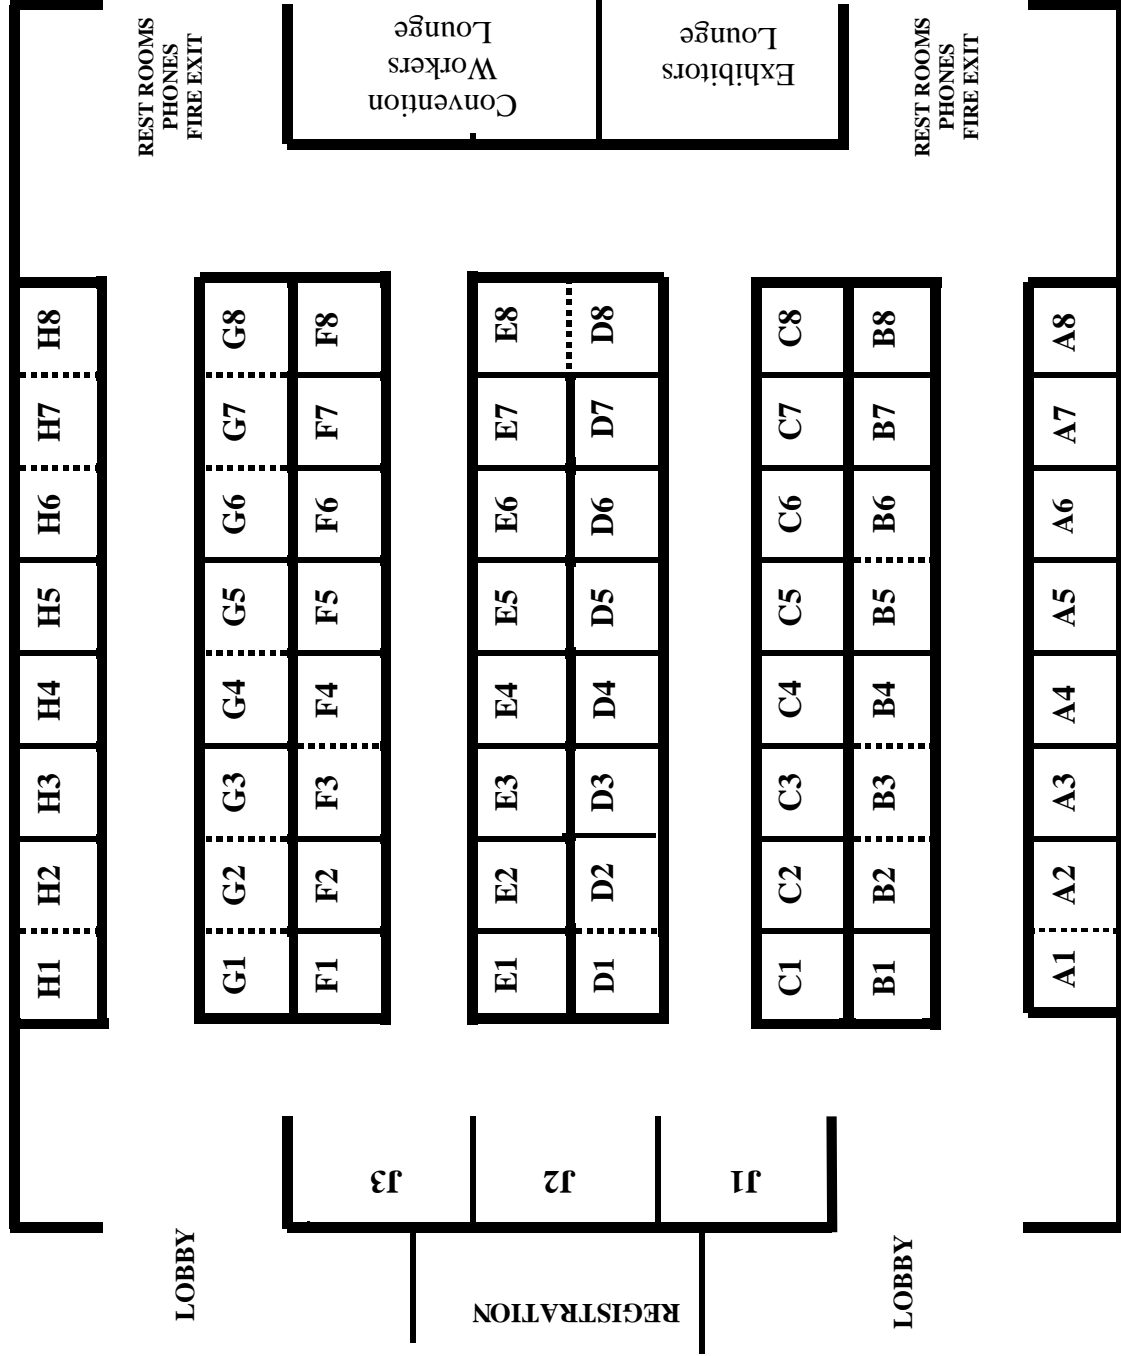 REST ROOMS
PHONES
FIRE EXIT
Convention
Workers
Lounge
Exhibitors
Lounge
REST ROOMS
PHONES
FIRE EXIT
H8
G8
F8
E8
D8
C8
B8
A8
H7
G7
F7
E7
D7
C7
B7
A7
H6
G6
F6
E6
D6
C6
B6
A6
H5
G5
F5
E5
D5
C5
B5
A5
H4
G4
F4
E4
D4
C4
B4
A4
H3
G3
F3
E3
D3
C3
B3
A3
H2
G2
F2
E2
D2
C2
B2
A2
H1
G1
F1
E1
D1
C1
B1
A1
J3
J2
J1
LOBBY
REGISTRATION
LOBBY